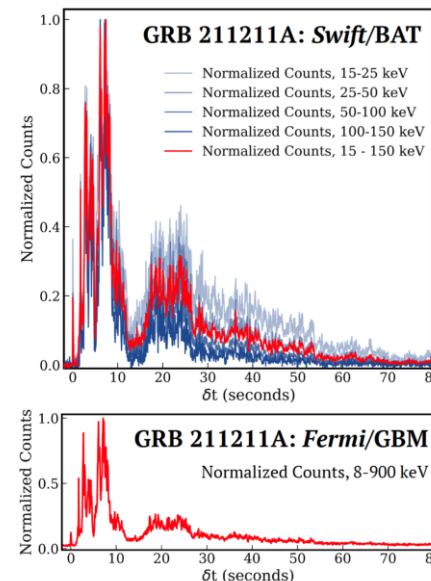 GRB 211211A: Swift/BAT
Normalized Counts, 15-25 keV
Normalized Counts, 25-50 keV
Normalized Counts, 50-100 keV
Normalized Counts, 100-150 keV
Normalized Counts, 15 - 150 keV
Normalized Counts
1.0
0.8
0.6
0.4
0.2
0.0
0 10 20 30 40 50 60 70 80
δt (seconds)
GRB 211211A: Fermi/GBM
Normalized Counts, 8-900 keV
Normalized Counts
1.0
0.5
0.0
0 10 20 30 40 50 60 70 80
δt (seconds)